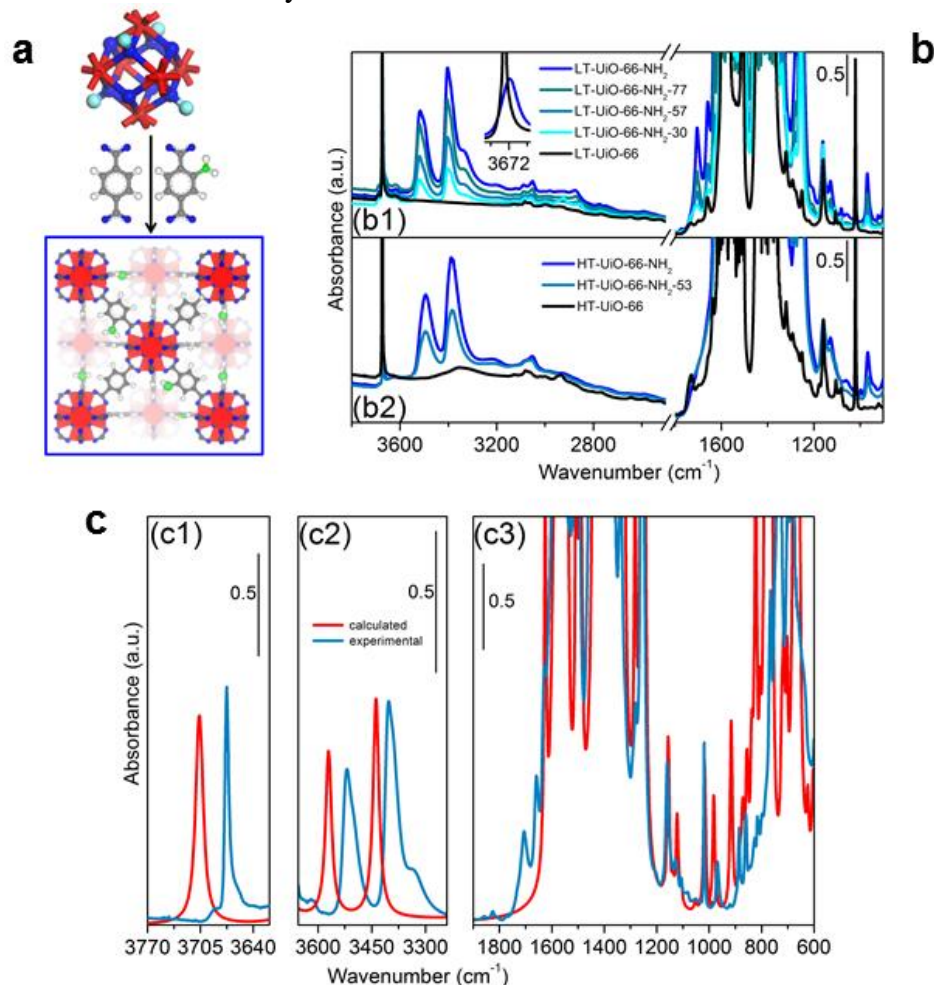 a
b
0.5
LT-UiO-66-NH₂
LT-UiO-66-NH₂-77
LT-UiO-66-NH₂-57
LT-UiO-66-NH₂-30
LT-UiO-66
3672
(b1)
Absorbance (a.u.)
0.5
HT-UiO-66-NH₂
HT-UiO-66-NH₂-53
HT-UiO-66
(b2)
3600 3200 2800 1600 1200
Wavenumber (cm⁻¹)
c
(c1) (c2) (c3)
0.5
0.5
0.5
calculated
experimental
Absorbance (a.u.)
3770 3705 3640 3600 3400 3300 1800 1600 1400 1200 1000 800 600
Wavenumber (cm⁻¹)